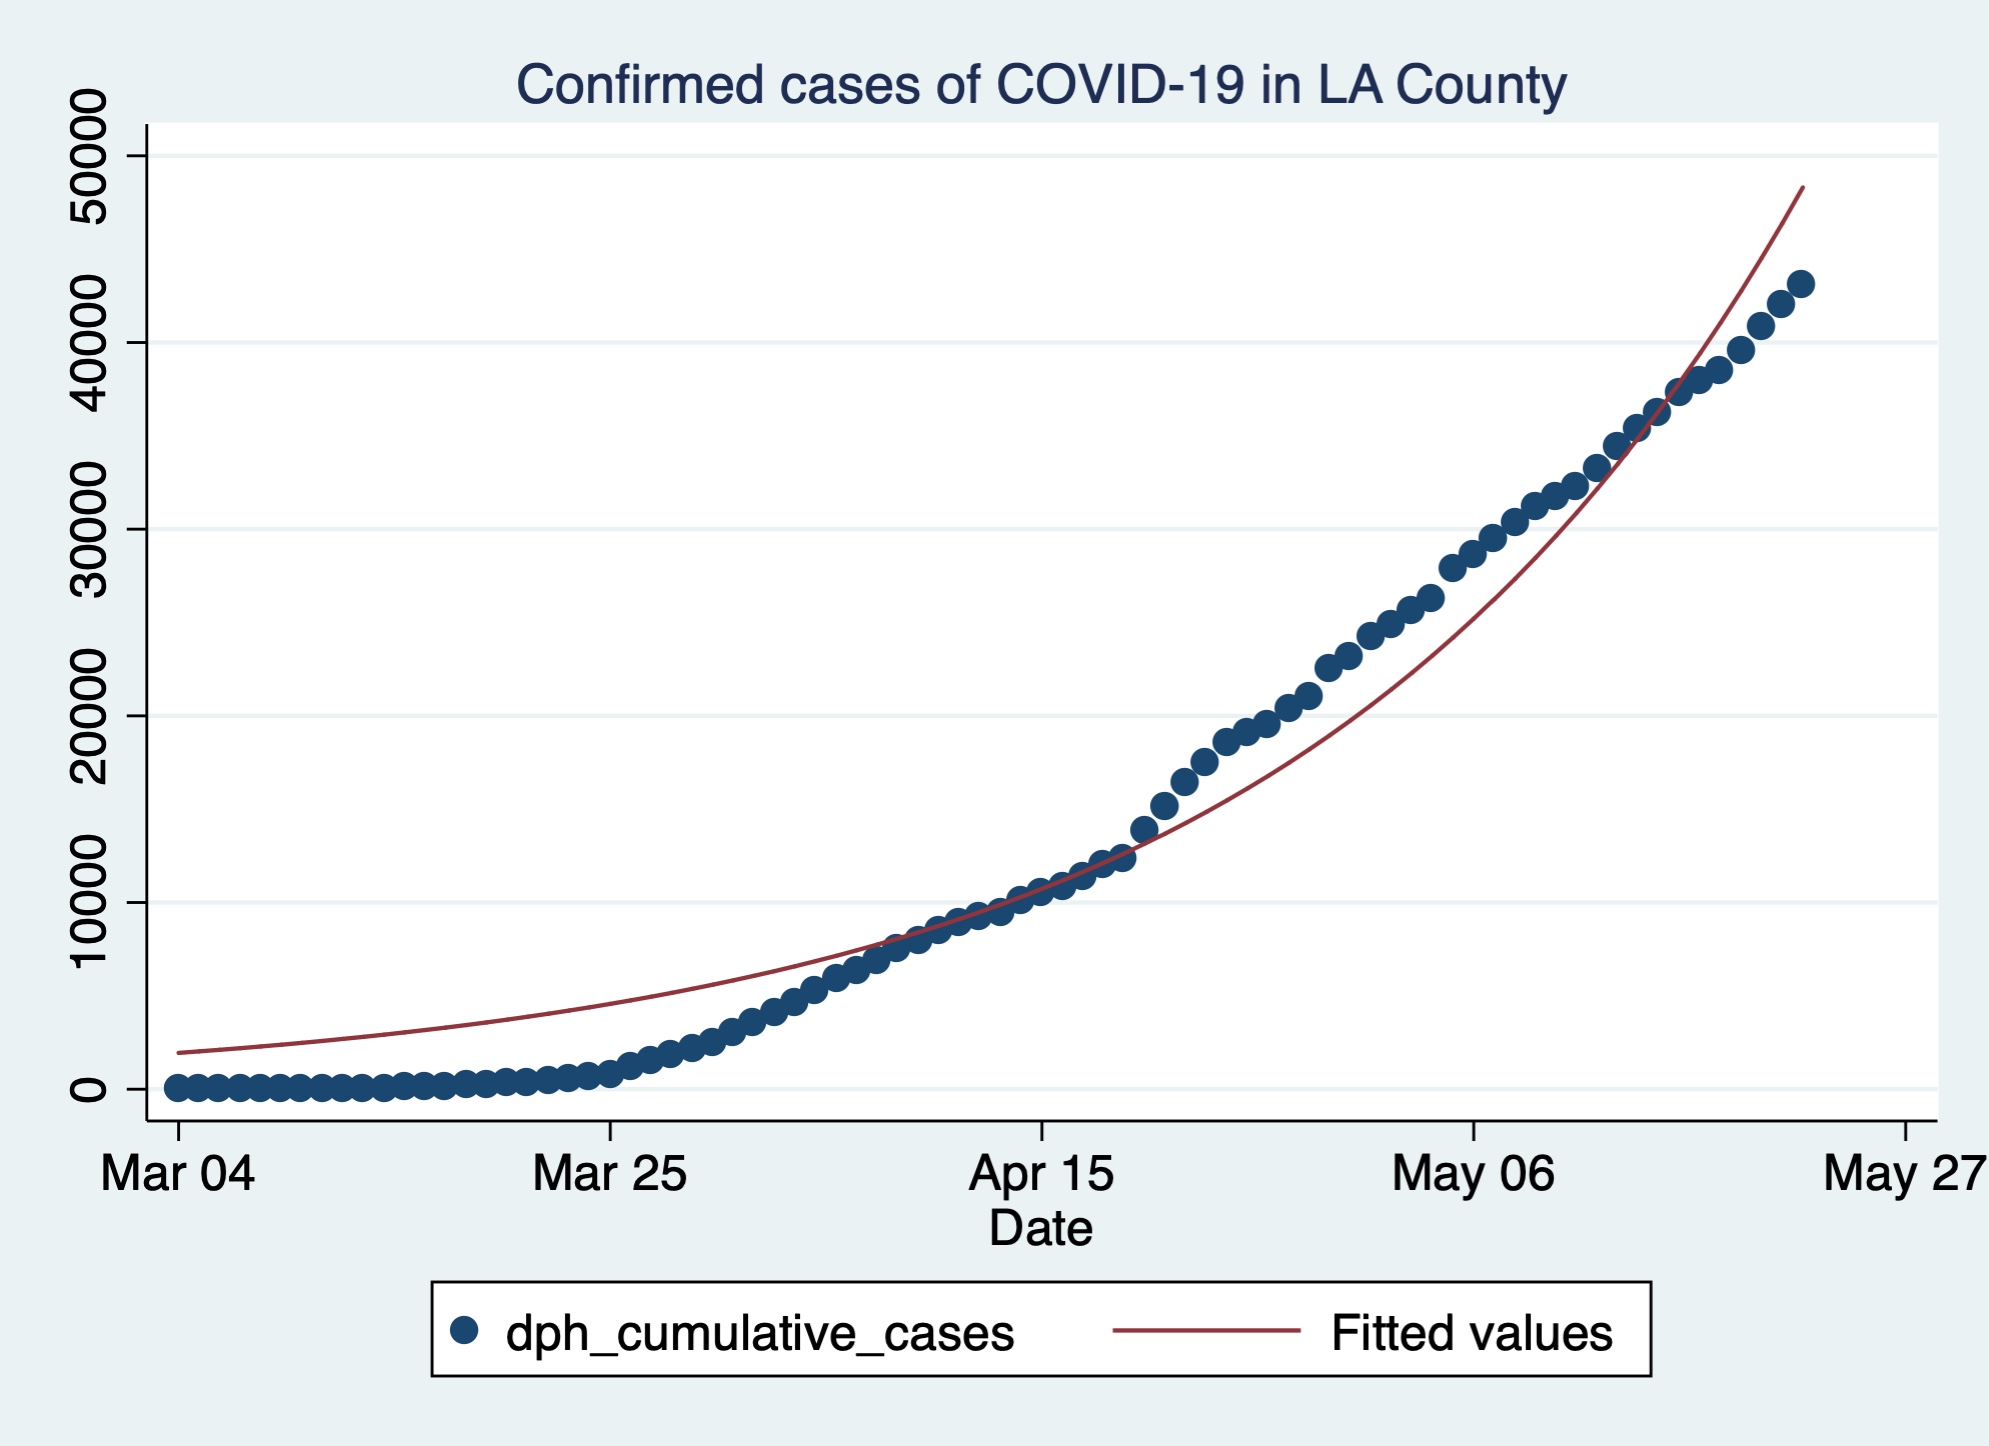 Confirmed cases of COVID-19 in LA County
50000
40000
30000
20000
10000
0
Mar 04 Mar 25 Apr 15 May 06 May 27
Date
dph_cumulative_cases Fitted values